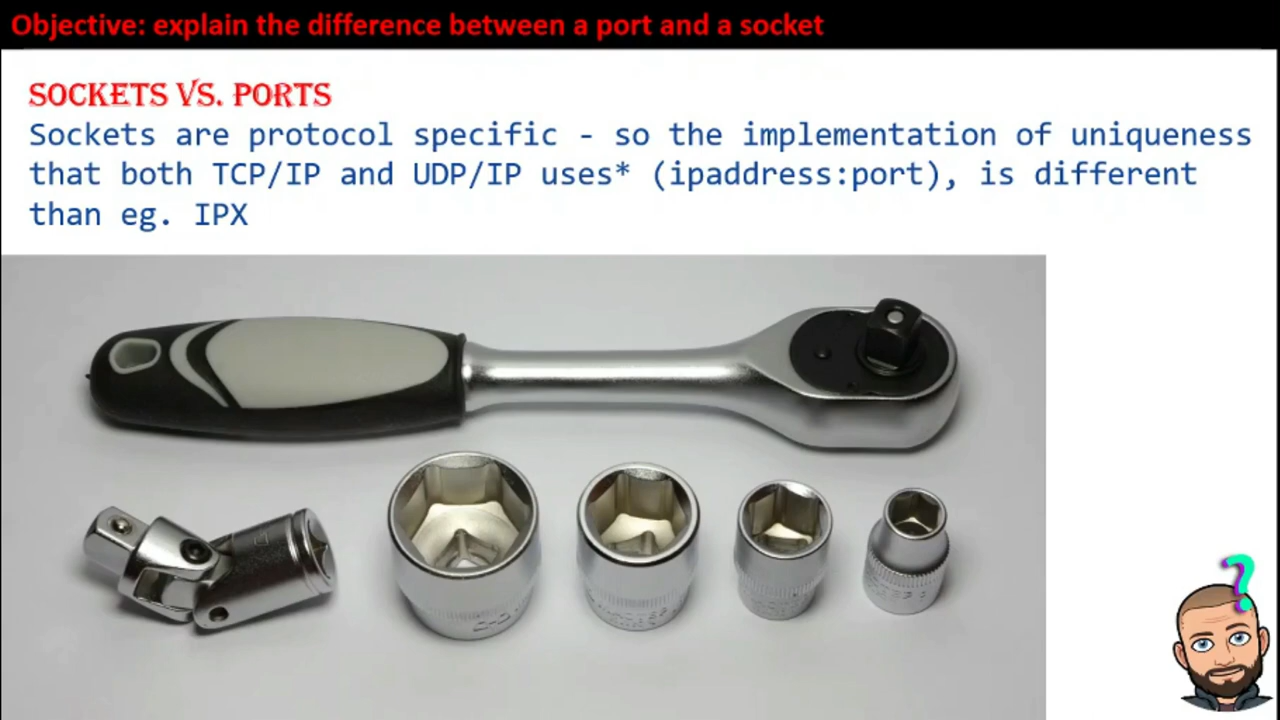 Objective: explain the difference between a port and a socket
SOCKETS VS. PORTS
Sockets are protocol specific - so the implementation of uniqueness
that both TCP/IP and UDP/IP uses* (ipaddress:port), is different
than eg. IPX
?